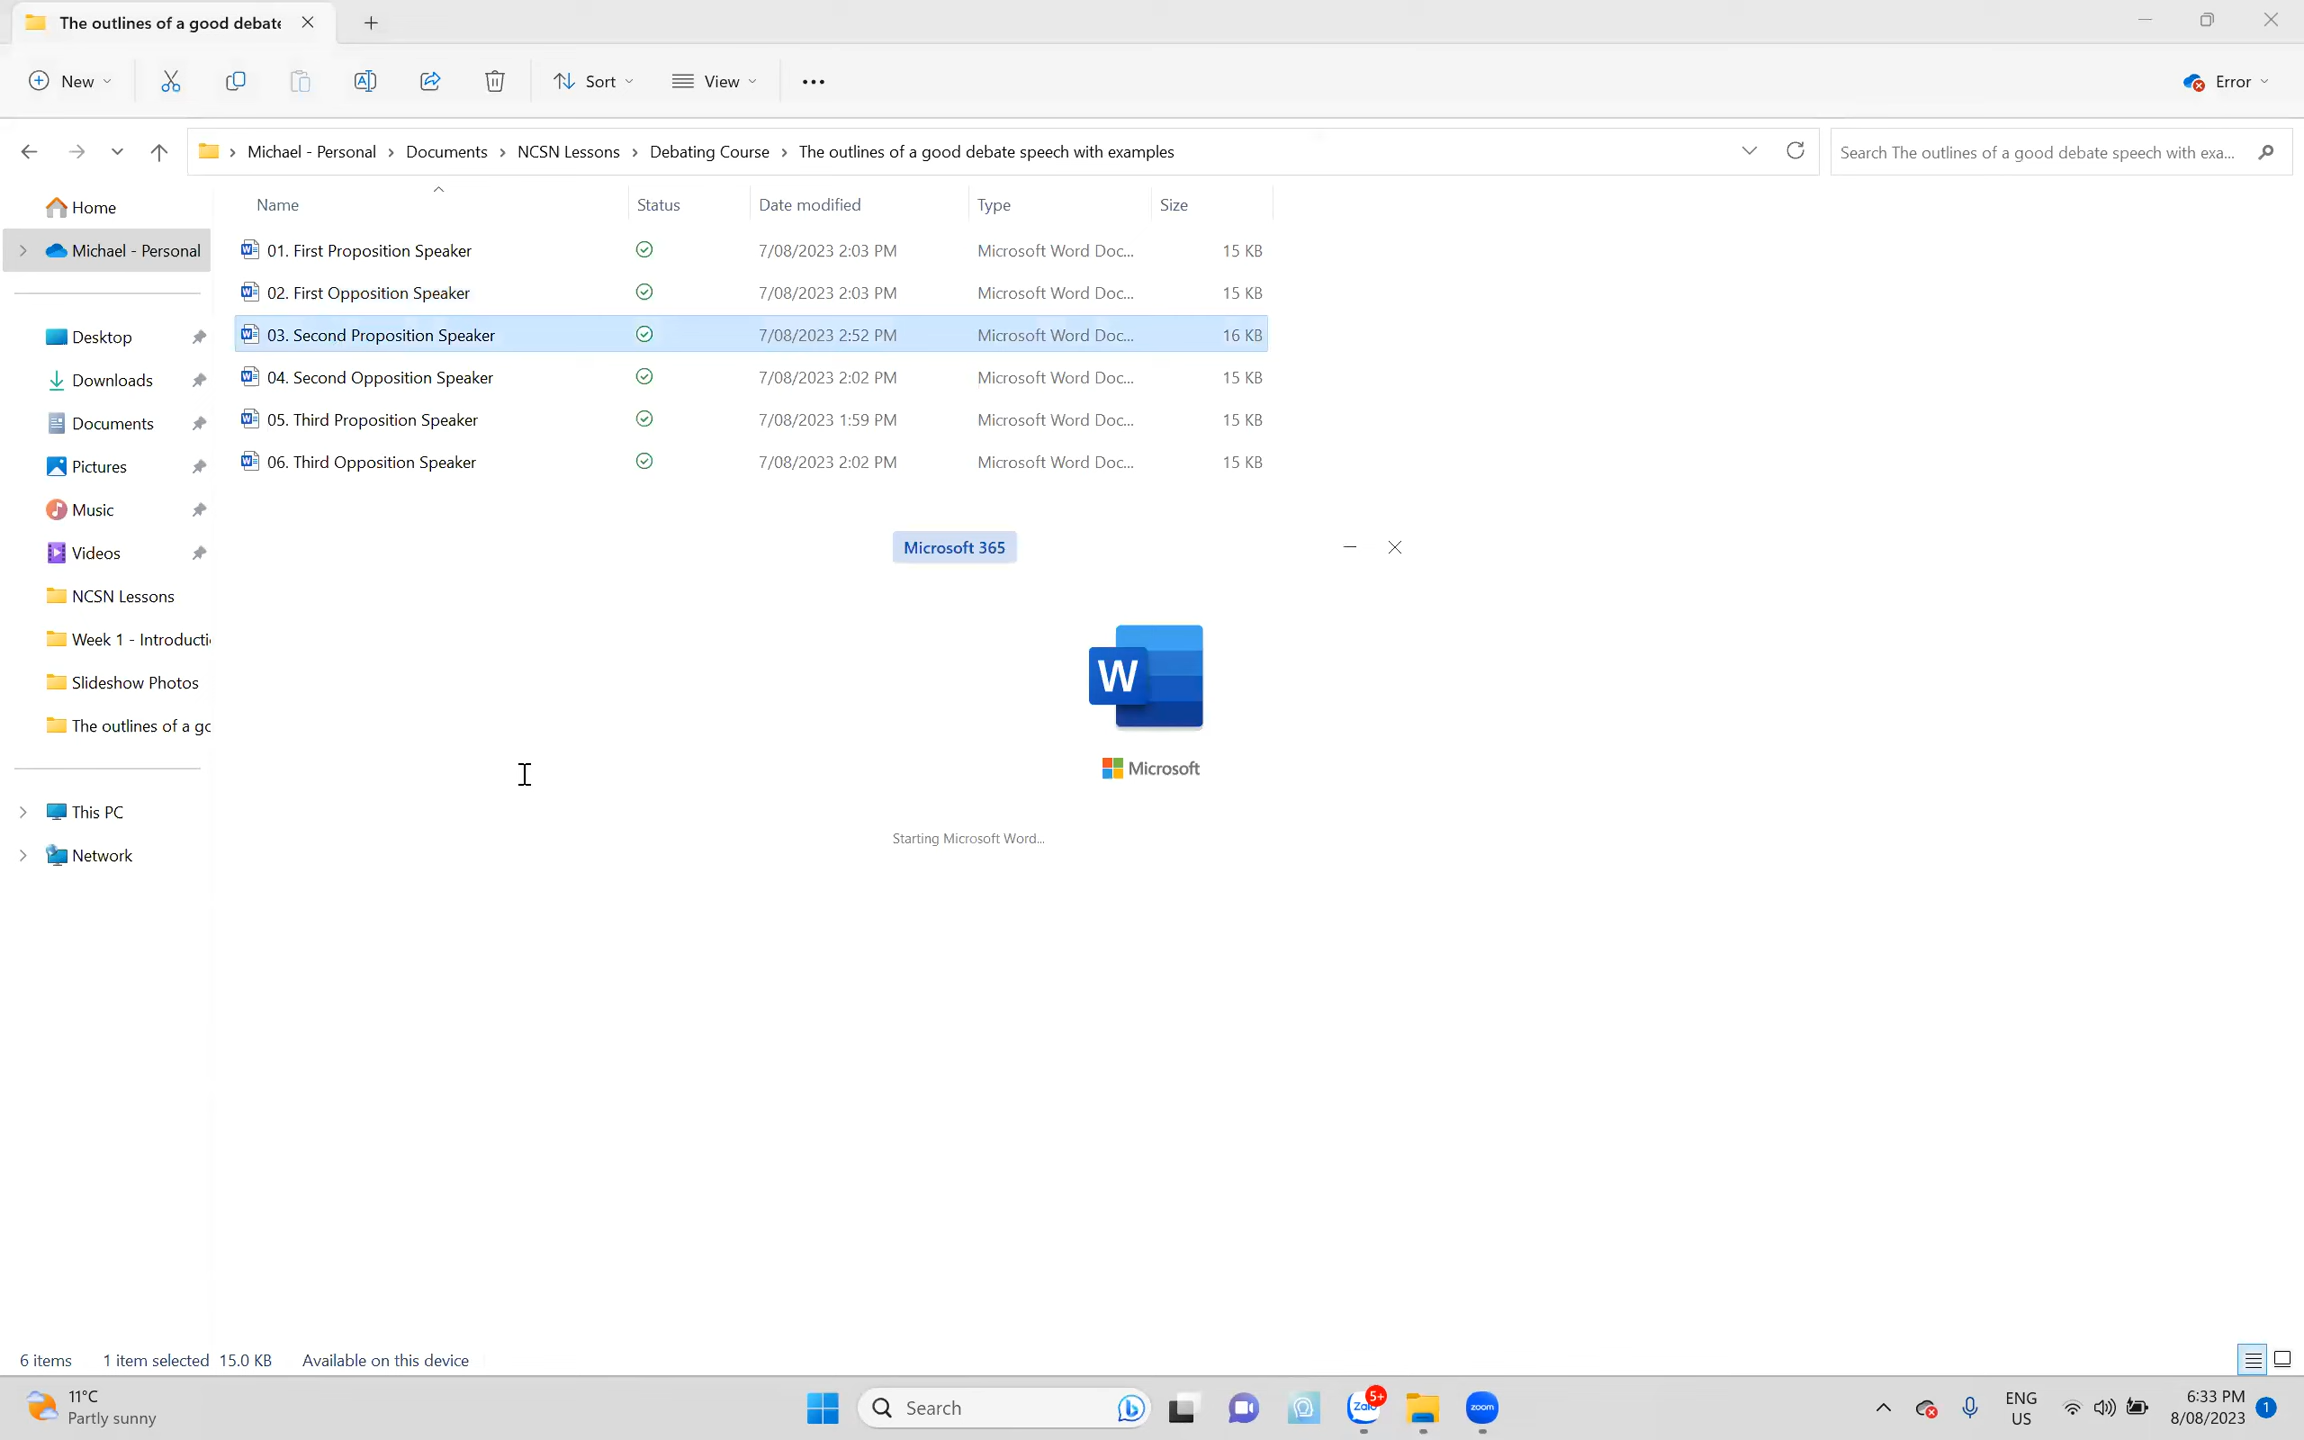 The outlines of a good debate
New
Sort
View
Error
Michael - Personal > Documents > NCSN Lessons > Debating Course > The outlines of a good debate speech with examples
Search The outlines of a good debate speech with exa...
Name Status Date modified Type Size
01. First Proposition Speaker 7/08/2023 2:03 PM Microsoft Word Doc... 15 KB
02. First Opposition Speaker 7/08/2023 2:03 PM Microsoft Word Doc... 15 KB
03. Second Proposition Speaker 7/08/2023 2:52 PM Microsoft Word Doc... 16 KB
04. Second Opposition Speaker 7/08/2023 2:02 PM Microsoft Word Doc... 15 KB
05. Third Proposition Speaker 7/08/2023 1:59 PM Microsoft Word Doc... 15 KB
06. Third Opposition Speaker 7/08/2023 2:02 PM Microsoft Word Doc... 15 KB
Home
Michael - Personal
Desktop
Downloads
Documents
Pictures
Music
Videos
NCSN Lessons
Week 1 - Introducti
Slideshow Photos
The outlines of a go
This PC
Network
Microsoft 365
W
Microsoft
Starting Microsoft Word...
6 items 1 item selected 15.0 KB Available on this device
11°C
Partly sunny
Search
Zalo
5+
zoom
ENG
US
6:33 PM
8/08/2023
1